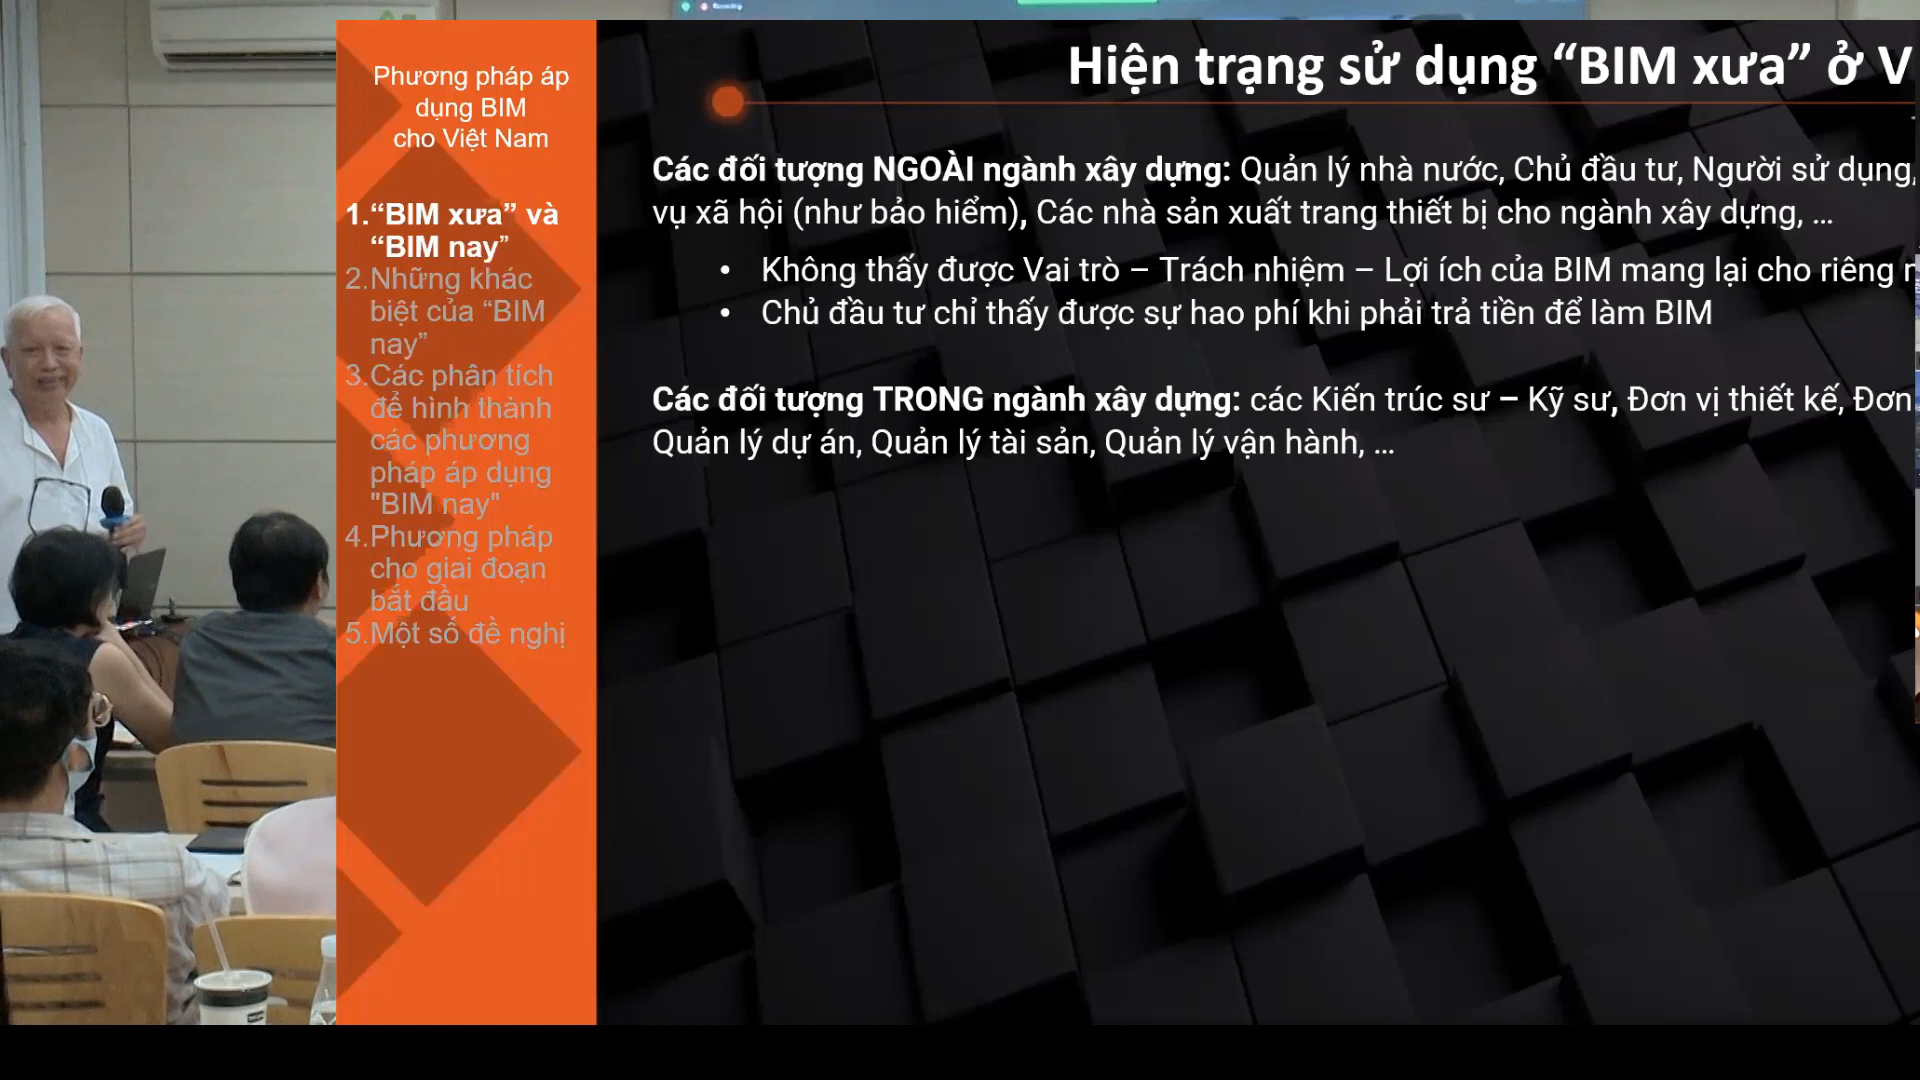 Phương pháp áp
dụng BIM
cho Việt Nam
1.“BIM xưa” và
“BIM nay”
2.Những khác
biệt của “BIM
nay”
3.Các phân tích
để hình thành
các phương
pháp áp dụng
"BIM nay"
4.Phương pháp
cho giai đoạn
bắt đầu
5.Một số đề nghị
Hiện trạng sử dụng “BIM xưa” ở V
Các đối tượng NGOÀI ngành xây dựng: Quản lý nhà nước, Chủ đầu tư, Người sử dụng,
vụ xã hội (như bảo hiểm), Các nhà sản xuất trang thiết bị cho ngành xây dựng, ...
• Không thấy được Vai trò – Trách nhiệm – Lợi ích của BIM mang lại cho riêng
• Chủ đầu tư chỉ thấy được sự hao phí khi phải trả tiền để làm BIM
Các đối tượng TRONG ngành xây dựng: các Kiến trúc sư – Kỹ sư, Đơn vị thiết kế, Đơn
Quản lý dự án, Quản lý tài sản, Quản lý vận hành, ...